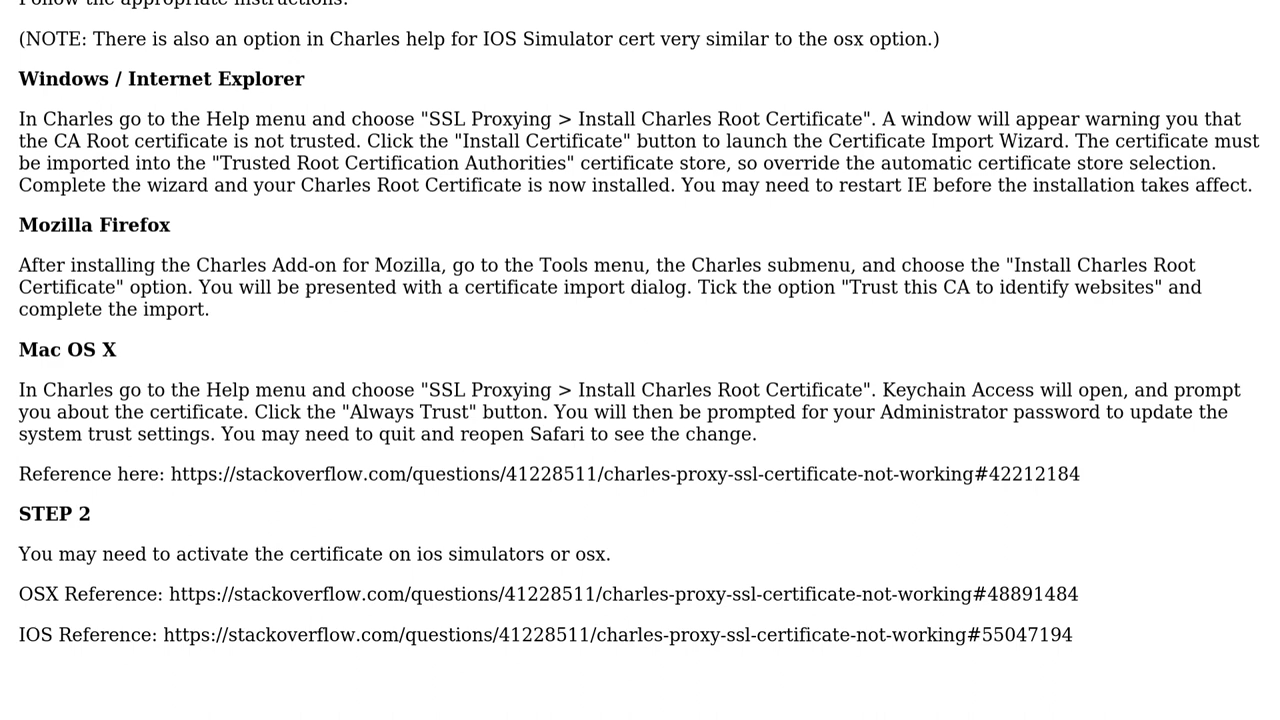 Follow the appropriate instructions.
(NOTE: There is also an option in Charles help for IOS Simulator cert very similar to the osx option.)
Windows / Internet Explorer
In Charles go to the Help menu and choose "SSL Proxying > Install Charles Root Certificate". A window will appear warning you that
the CA Root certificate is not trusted. Click the "Install Certificate" button to launch the Certificate Import Wizard. The certificate must
be imported into the "Trusted Root Certification Authorities" certificate store, so override the automatic certificate store selection.
Complete the wizard and your Charles Root Certificate is now installed. You may need to restart IE before the installation takes affect.
Mozilla Firefox
After installing the Charles Add-on for Mozilla, go to the Tools menu, the Charles submenu, and choose the "Install Charles Root
Certificate" option. You will be presented with a certificate import dialog. Tick the option "Trust this CA to identify websites" and
complete the import.
Mac OS X
In Charles go to the Help menu and choose "SSL Proxying > Install Charles Root Certificate". Keychain Access will open, and prompt
you about the certificate. Click the "Always Trust" button. You will then be prompted for your Administrator password to update the
system trust settings. You may need to quit and reopen Safari to see the change.
Reference here: https://stackoverflow.com/questions/41228511/charles-proxy-ssl-certificate-not-working#42212184
STEP 2
You may need to activate the certificate on ios simulators or osx.
OSX Reference: https://stackoverflow.com/questions/41228511/charles-proxy-ssl-certificate-not-working#48891484
IOS Reference: https://stackoverflow.com/questions/41228511/charles-proxy-ssl-certificate-not-working#55047194